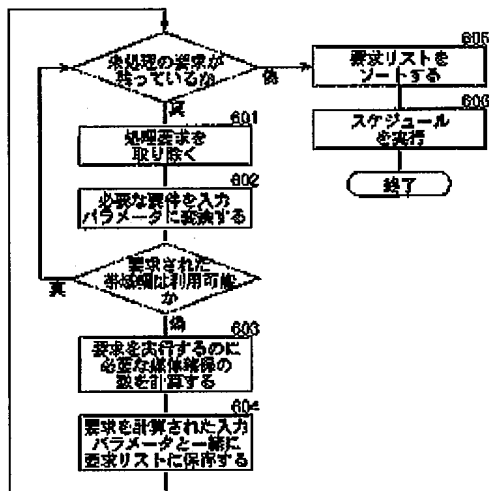 未処理の要求が
残っているか
偽
真
601
処理要求を
取り除く
602
必要な要件を入力
パラメータに変換する
要求された
帯域幅は利用可能
か
真
偽
603
要求を実行するのに
必要な媒体確保の
数を計算する
604
要求を計算された入力
パラメータと一緒に
要求リストに保存する
605
要求リストを
ソートする
606
スケジュール
を実行
終了